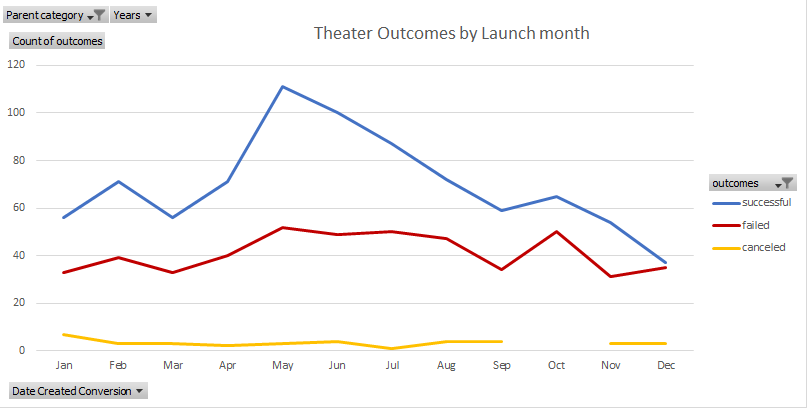 Parent category Years
Count of outcomes
Theater Outcomes by Launch month
120
100
80
60
40
20
0
Jan Feb Mar Apr May Jun Jul Aug Sep Oct Nov Dec
outcomes
successful
failed
canceled
Date Created Conversion